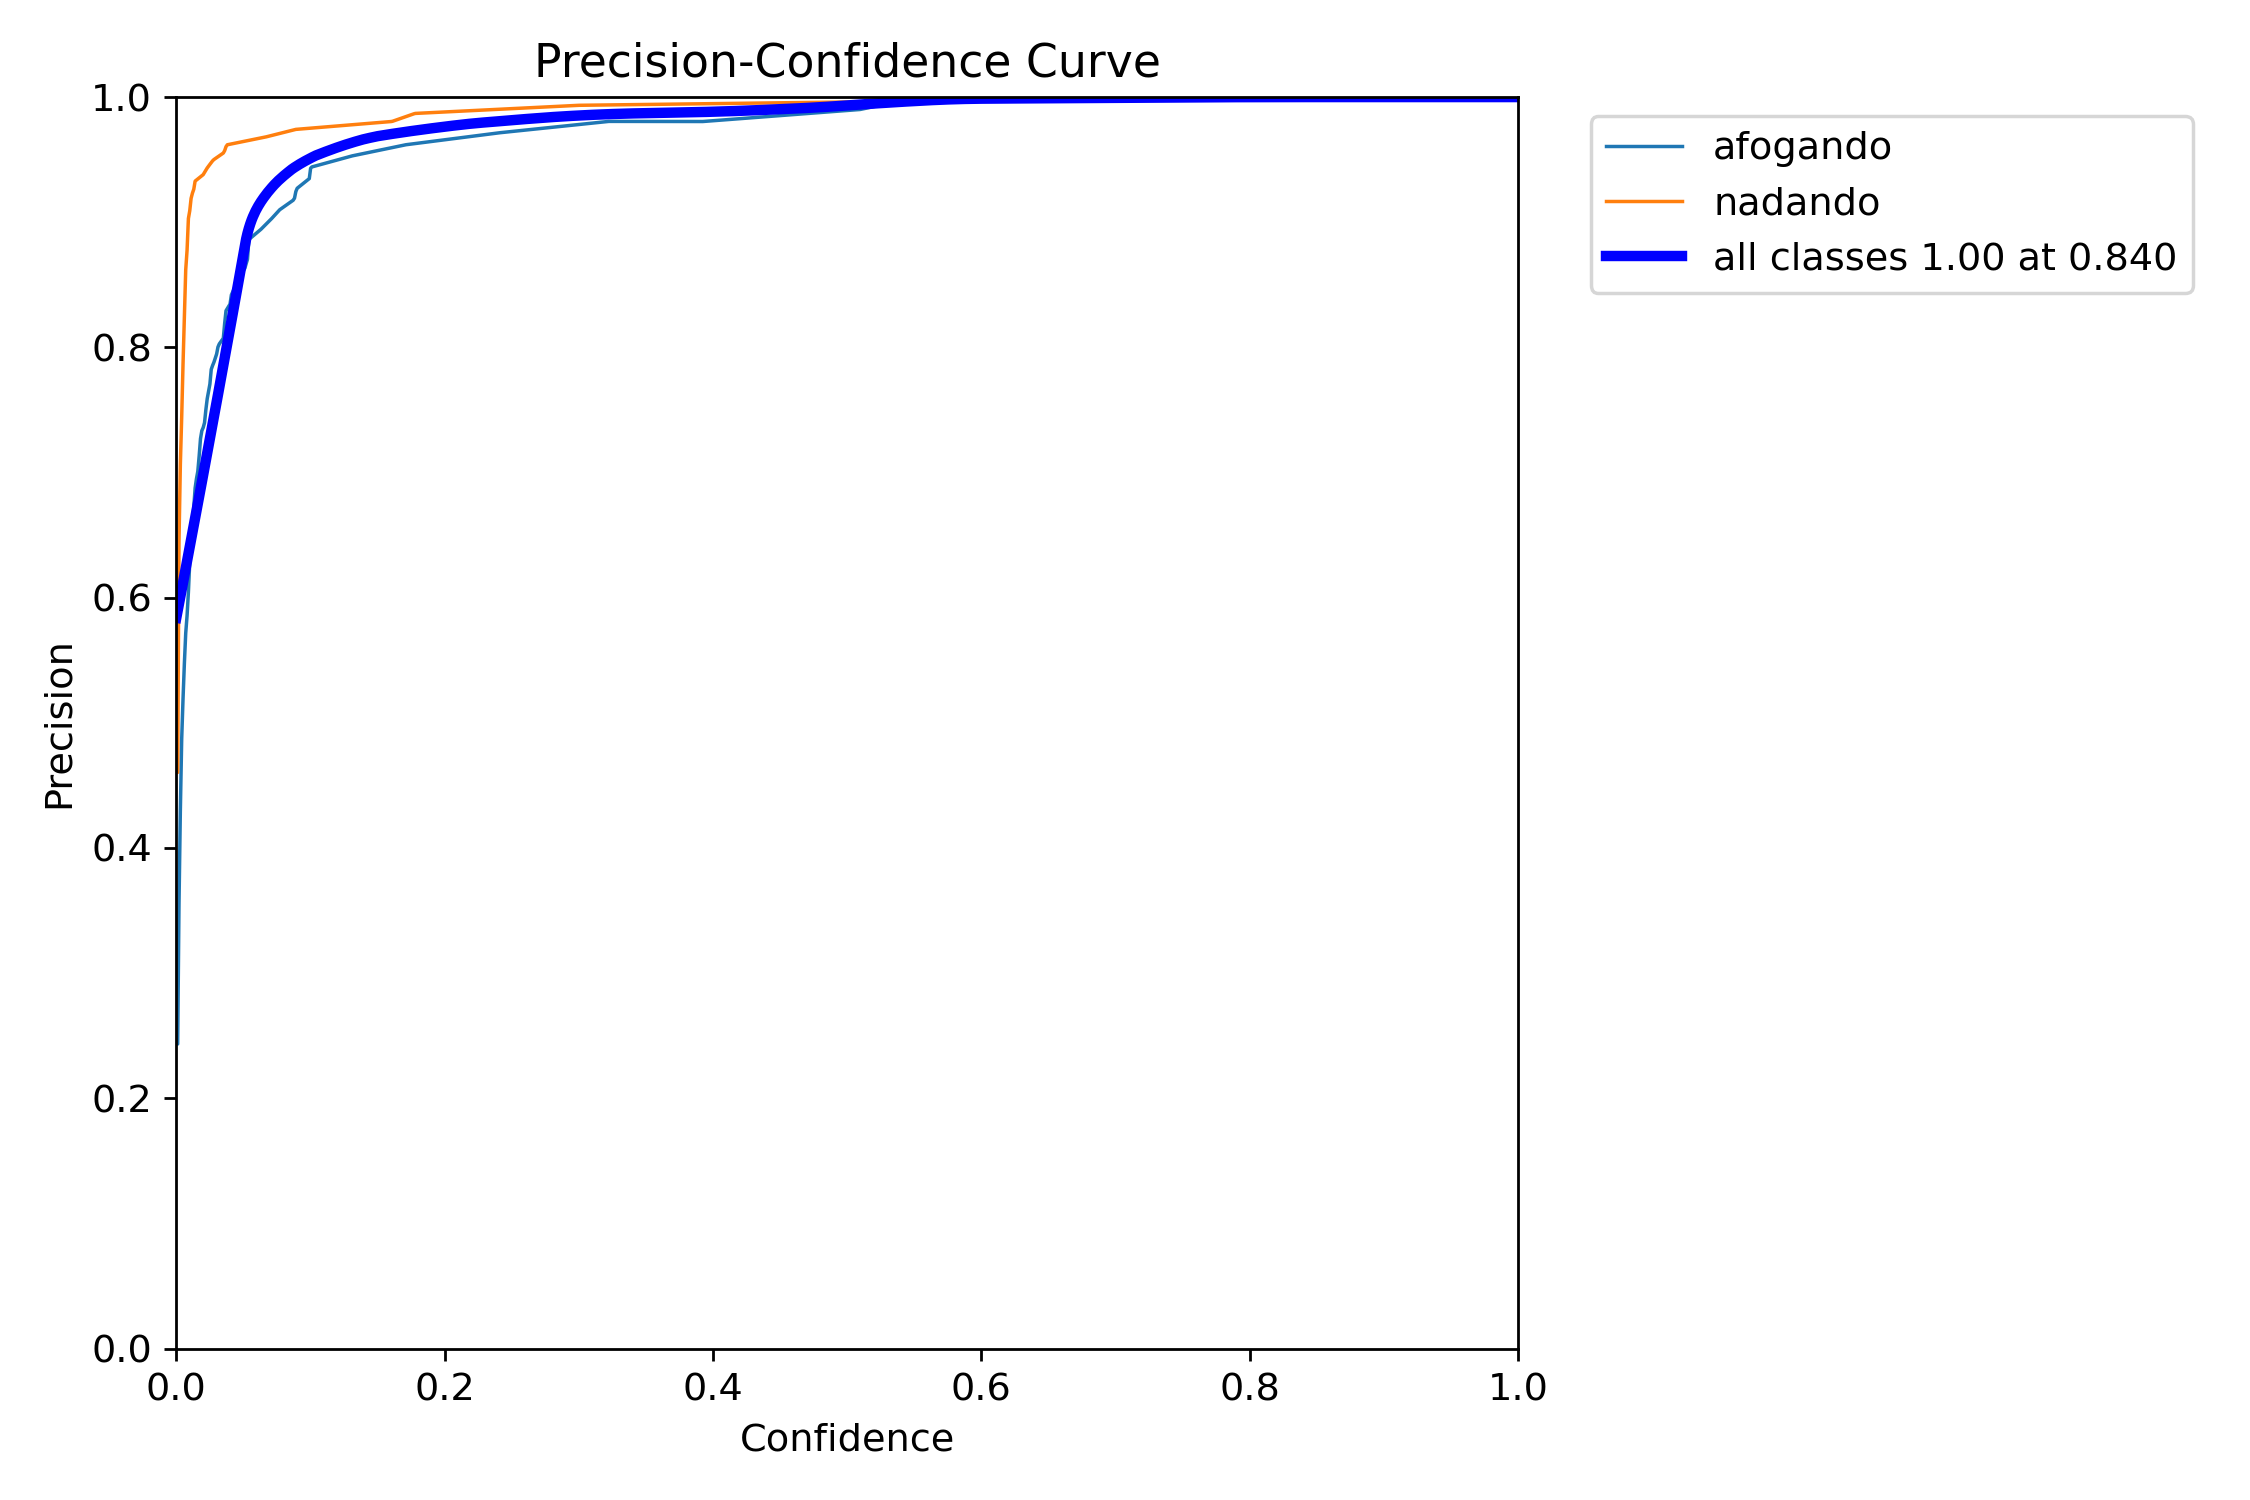 Precision-Confidence Curve
1.0
0.8
0.6
0.4
0.2
0.0
Precision
0.0 0.2 0.4 0.6 0.8 1.0
Confidence
afogando
nadando
all classes 1.00 at 0.840